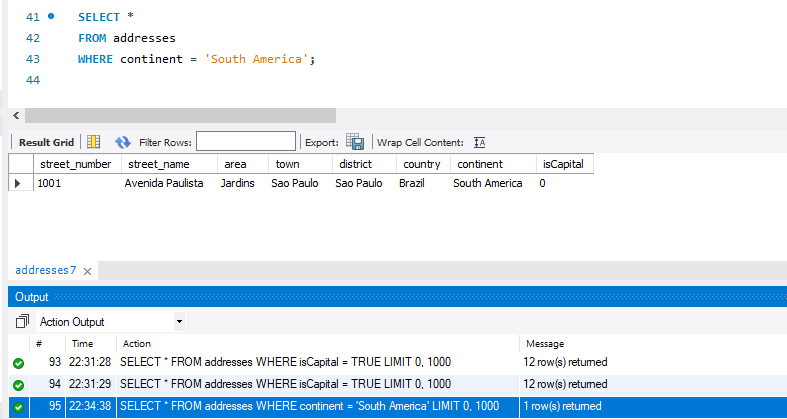 41 SELECT *
42 FROM addresses
43 WHERE continent = 'South America';
44
Result Grid Filter Rows: Export: Wrap Cell Content:
street_number street_name area town district country continent isCapital
1001 Avenida Paulista Jardins Sao Paulo Sao Paulo Brazil South America 0
addresses 7
Output
Action Output
# Time Action Message
93 22:31:28 SELECT * FROM addresses WHERE isCapital = TRUE LIMIT 0, 1000 12 row(s) returned
94 22:31:29 SELECT * FROM addresses WHERE isCapital = TRUE LIMIT 0, 1000 12 row(s) returned
95 22:34:38 SELECT * FROM addresses WHERE continent = 'South America' LIMIT 0, 1000 1 row(s) returned